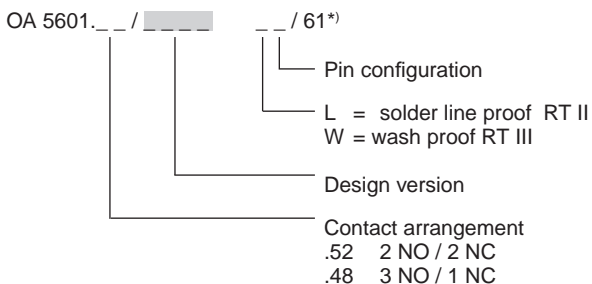 OA 5601._ _ / _ _ _ _ _ _ / 61*)
Pin configuration
L = solder line proof RT II
W = wash proof RT III
Design version
Contact arrangement
.52 2 NO / 2 NC
.48 3 NO / 1 NC